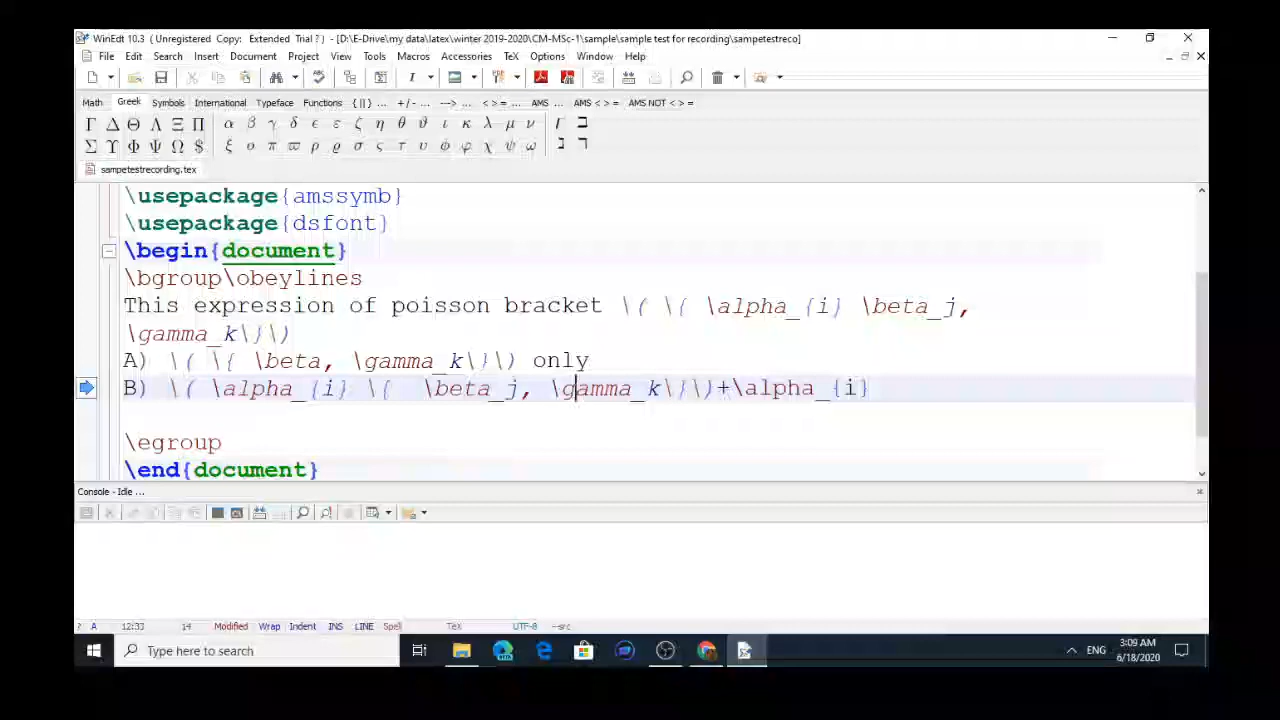 WinEdt 10.3 ( Unregistered Copy: Extended Trial ? ) - [D:\E-Drive\my data\latex\winter 2019-2020\CM-MSc-1\sample\sample test for recording\sampetestreco]
File Edit Search Insert Document Project View Tools Macros Accessories TeX Options Window Help
Math Greek Symbols International Typeface Functions { || } + / - ... ---> ... < > = ... AMS ... AMS < > = AMS NOT < > =
Γ Δ Θ Λ Ξ Π α β γ δ ϵ ε ζ η θ ϑ ι κ λ μ ν
Σ Υ Φ Ψ Ω $ ξ ο π ϖ ρ ϱ σ ς τ υ ϕ φ χ ψ ω
sampetestrecording.tex
\usepackage{amssymb}
\usepackage{dsfont}
\begin{document}
\bgroup\obeylines
This expression of poisson bracket \( \{ \alpha_{i} \beta_j,
\gamma_k\}\)
A) \( \{ \beta, \gamma_k\}\) only
B) \( \alpha_{i} \{  \beta_j, \gamma_k\}\)+\alpha_{i}
\egroup
\end{document}
Console - Idle ...
? A 12:33 14 Modified Wrap Indent INS LINE Spell TeX UTF-8 --src
Type here to search ENG 3:09 AM
6/18/2020